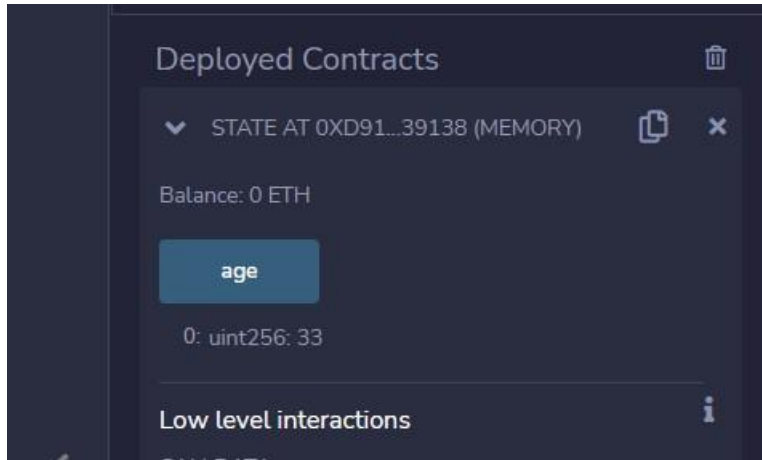 Deployed Contracts
STATE AT 0XD91...39138 (MEMORY)
Balance: 0 ETH
age
0: uint256: 33
Low level interactions